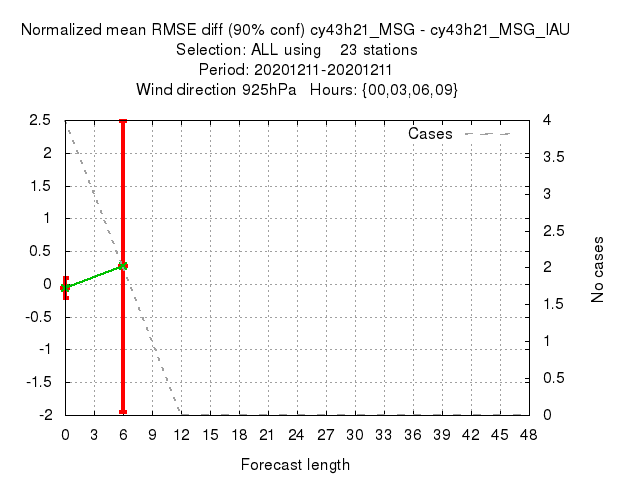 Normalized mean RMSE diff (90% conf) cy43h21_MSG - cy43h21_MSG_IAU
Selection: ALL using 23 stations
Period: 20201211-20201211
Wind direction 925hPa Hours: {00,03,06,09}
Cases
2.5
2
1.5
1
0.5
0
-0.5
-1
-1.5
-2
4
3.5
3
2.5
2
1.5
1
0.5
0
No cases
0 3 6 9 12 15 18 21 24 27 30 33 36 39 42 45 48
Forecast length